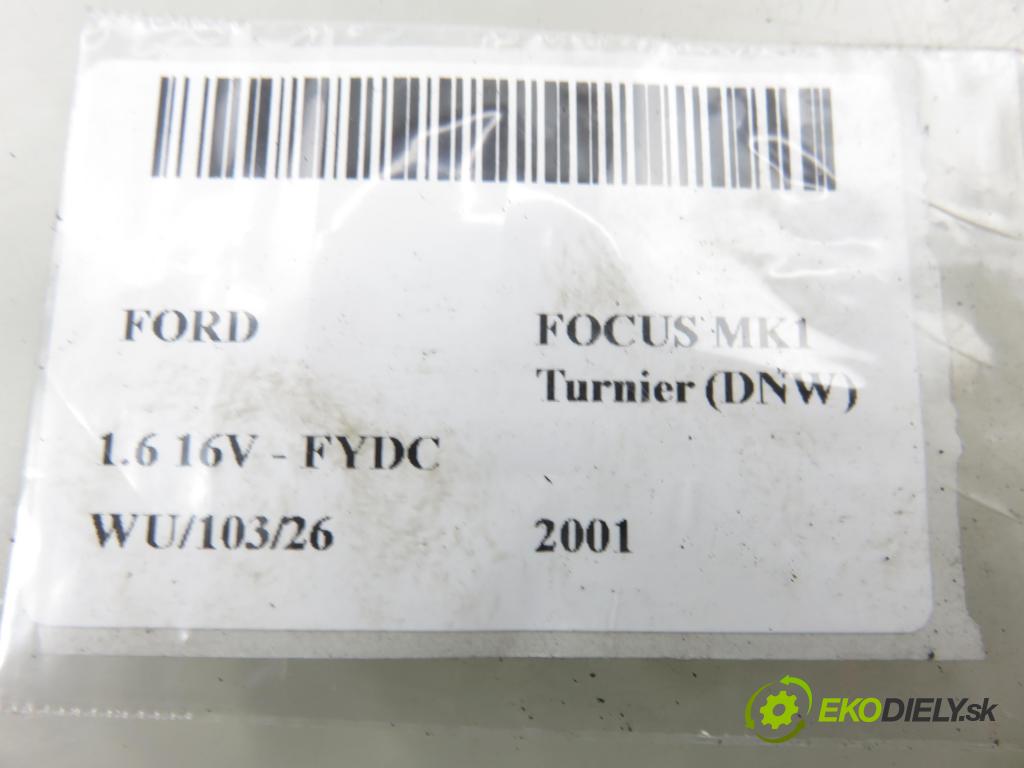 FORD FOCUS MK1
Turnier (DNW)
1.6 16V - FYDC
WU/103/26 2001
EKODIELY.sk